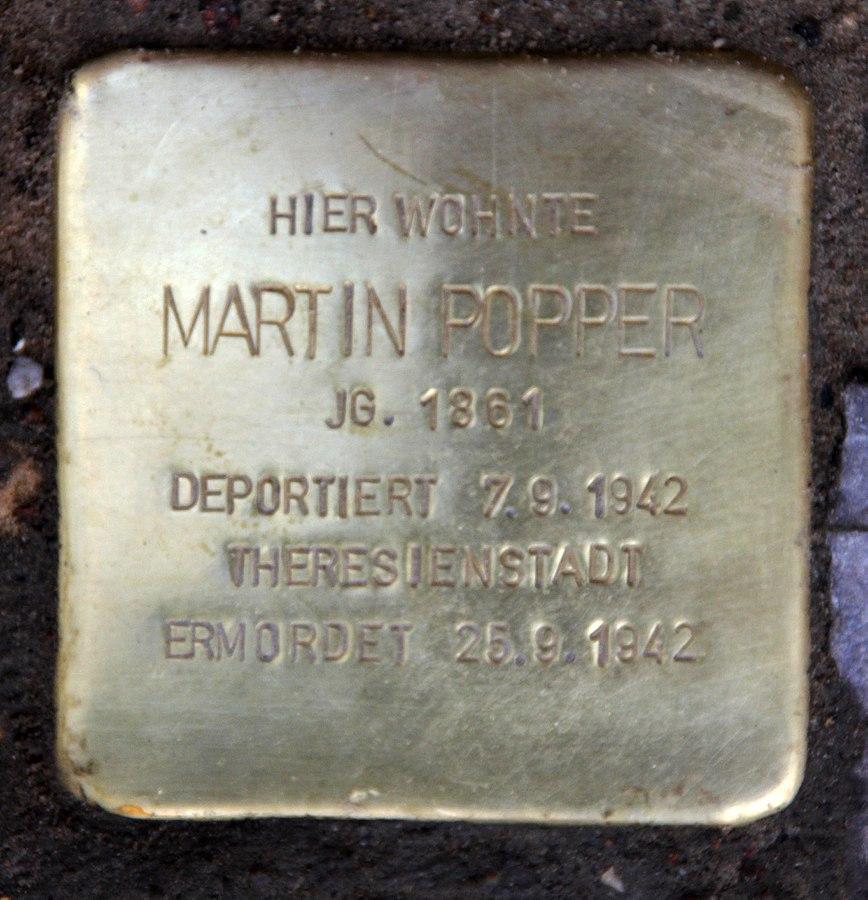 HIER WOHNTE
MARTIN POPPER
JG. 1861
DEPORTIERT 7.9.1942
THERESIENSTADT
ERMORDET 25.9.1942